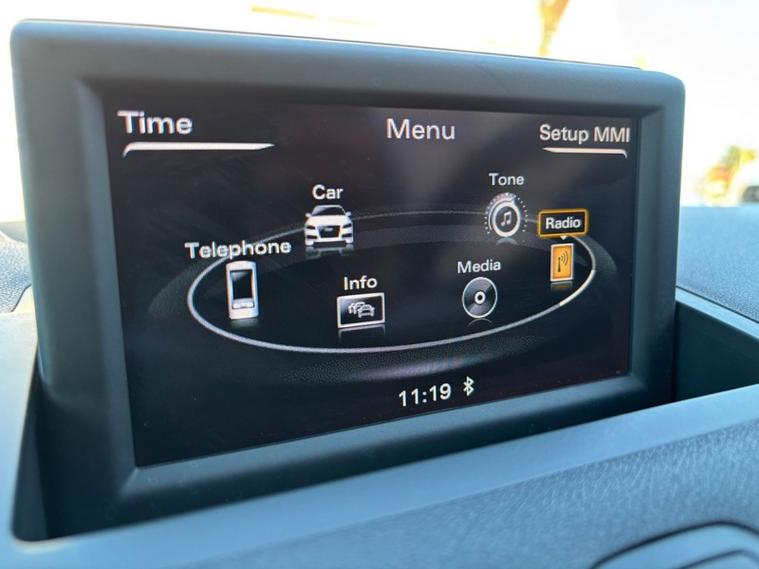 Time
Menu
Setup MMI
Car
Tone
Radio
Telephone
Info
Media
11:19